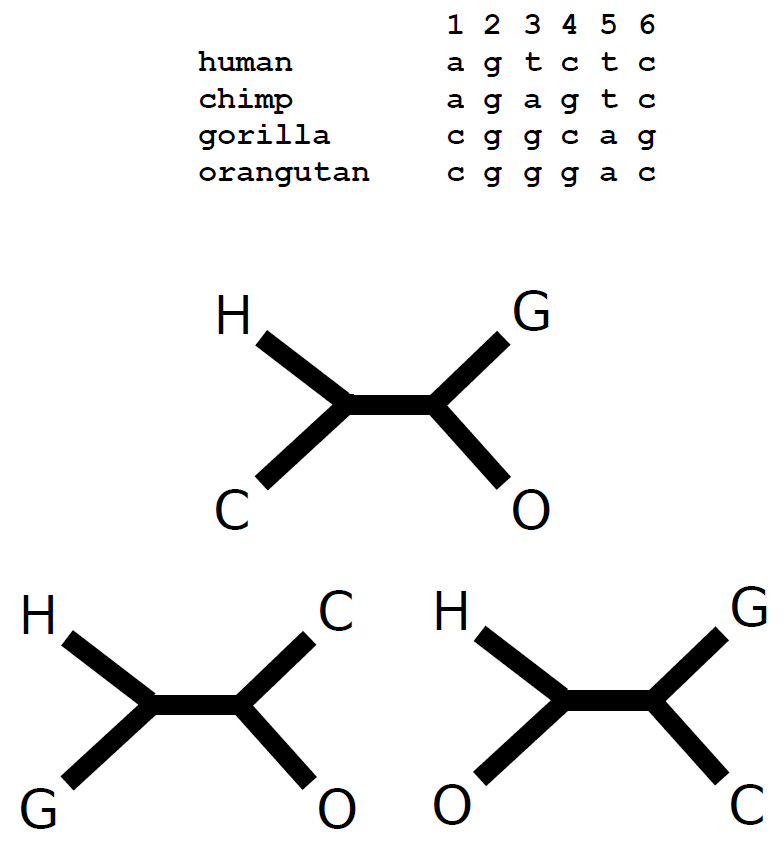 1 2 3 4 5 6
human a g t c t c
chimp a g a g t c
gorilla c g g c a g
orangutan c g g g a c
H G
C O
H C H G
G O O C